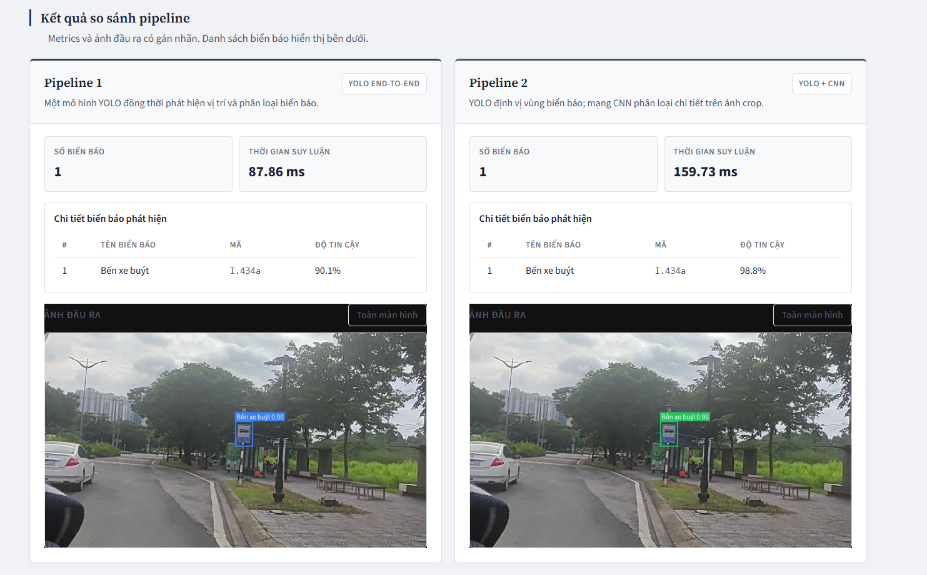 Kết quả so sánh pipeline
Metrics và ảnh đầu ra có gán nhãn. Danh sách biển báo hiển thị bên dưới.
Pipeline 1
YOLO END-TO-END
Một mô hình YOLO đồng thời phát hiện vị trí và phân loại biển báo.
SỐ BIỂN BÁO
1
THỜI GIAN SUY LUẬN
87.86 ms
Chi tiết biển báo phát hiện
# TÊN BIỂN BÁO MÃ ĐỘ TIN CẬY
1 Bến xe buýt I.434a 90.1%
ẢNH ĐẦU RA
Toàn màn hình
Bến xe buýt 0.90
Pipeline 2
YOLO + CNN
YOLO định vị vùng biển báo; mạng CNN phân loại chi tiết trên ảnh crop.
SỐ BIỂN BÁO
1
THỜI GIAN SUY LUẬN
159.73 ms
Chi tiết biển báo phát hiện
# TÊN BIỂN BÁO MÃ ĐỘ TIN CẬY
1 Bến xe buýt I.434a 98.8%
ẢNH ĐẦU RA
Toàn màn hình
Bến xe buýt